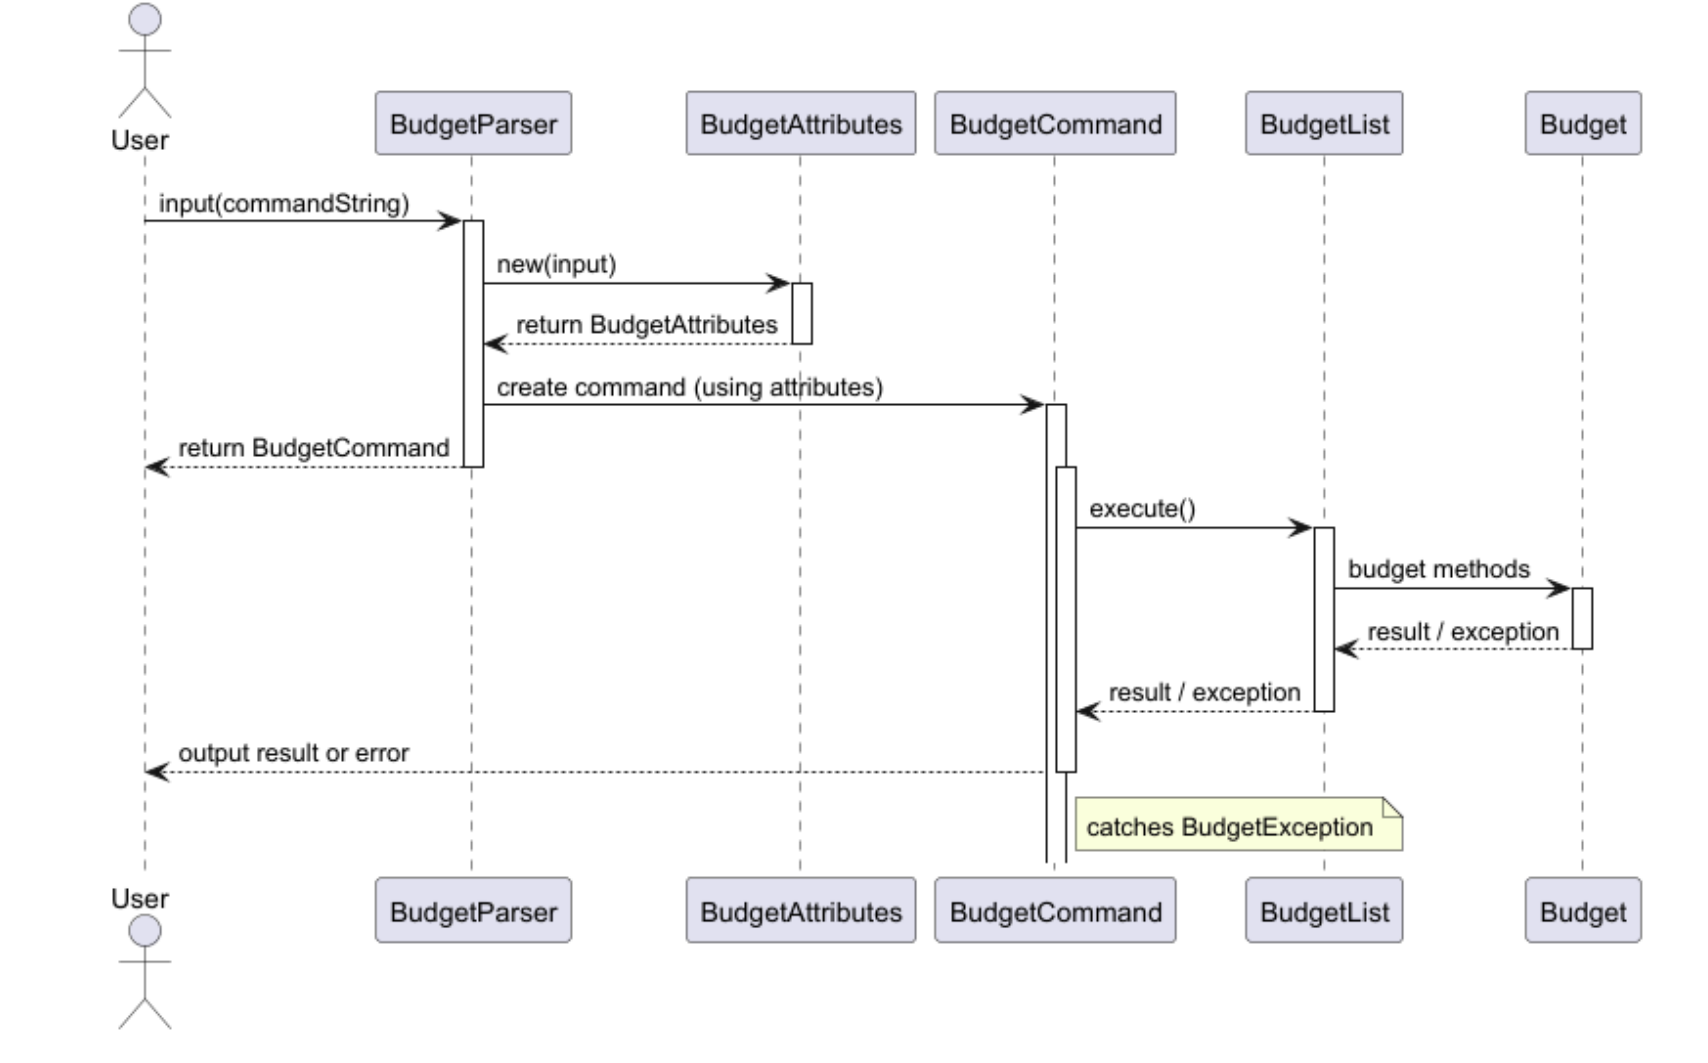 User
BudgetParser
BudgetAttributes
BudgetCommand
BudgetList
Budget
input(commandString)
new(input)
return BudgetAttributes
create command (using attributes)
return BudgetCommand
execute()
budget methods
result / exception
result / exception
output result or error
catches BudgetException
User
BudgetParser
BudgetAttributes
BudgetCommand
BudgetList
Budget